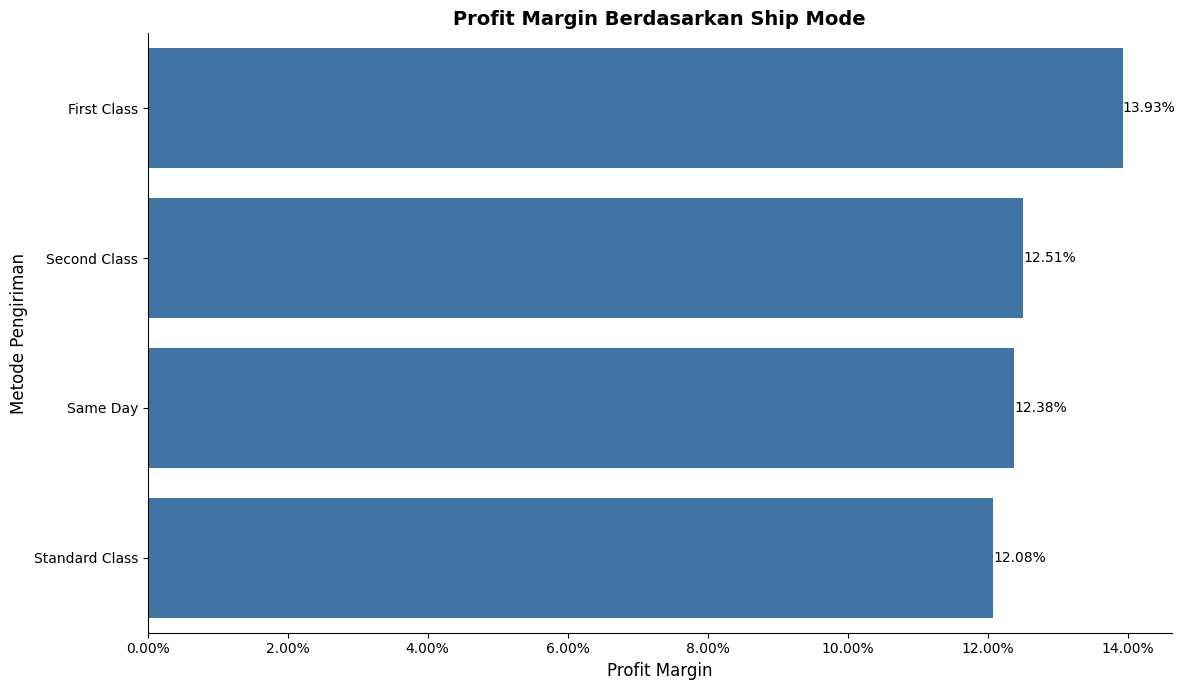 Profit Margin Berdasarkan Ship Mode
Metode Pengiriman
First Class
13.93%
Second Class
12.51%
Same Day
12.38%
Standard Class
12.08%
0.00%
2.00%
4.00%
6.00%
8.00%
10.00%
12.00%
14.00%
Profit Margin